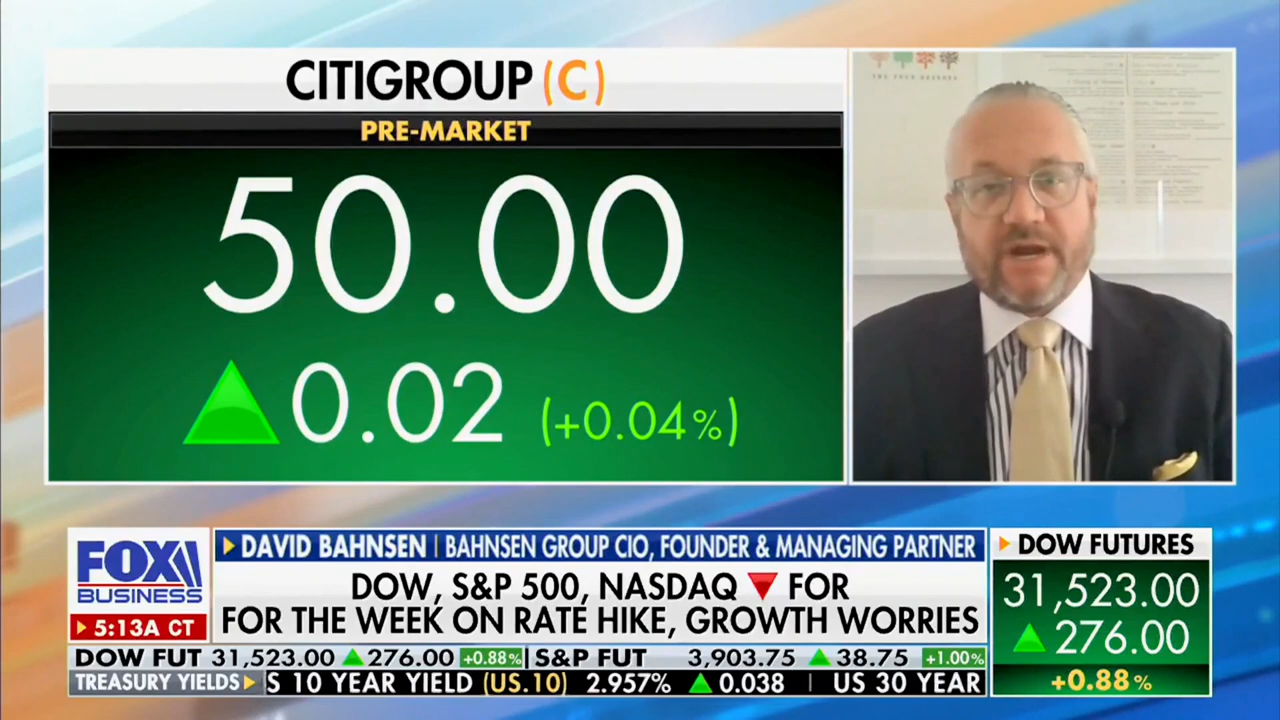 CITIGROUP (C)
PRE-MARKET
50.00
▲0.02 (+0.04%)
THE FOUR SEASONS
DAVID BAHNSEN | BAHNSEN GROUP CIO, FOUNDER & MANAGING PARTNER
DOW, S&P 500, NASDAQ ▼ FOR
FOR THE WEEK ON RATE HIKE, GROWTH WORRIES
FOX
BUSINESS
5:13A CT
DOW FUTURES
31,523.00
▲276.00
+0.88%
DOW FUT 31,523.00 ▲276.00 +0.88% | S&P FUT 3,903.75 ▲38.75 +1.00%
TREASURY YIELDS S 10 YEAR YIELD (US.10) 2.957% ▲0.038 | US 30 YEAR